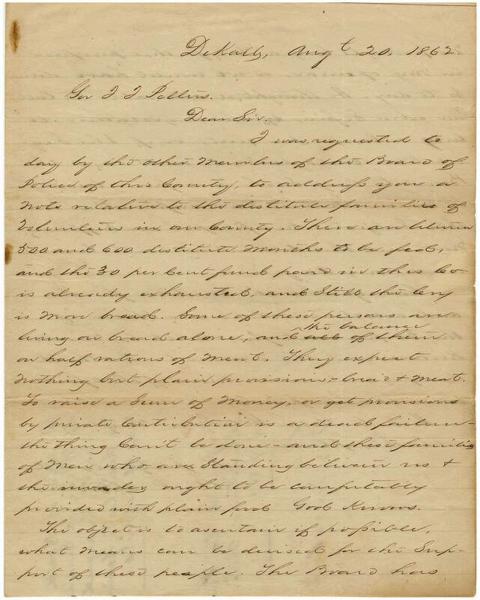 DeKalb, Augt 20, 1862
Gov J J Pettus.
Dear Sir.
I was requested to
day by the other Members of the Board of
Police of this County, to address you a
note relative to the distitute families of
Volunteers in our County. There are between
500 and 600 distitute Mouths to be fed,
and the 30 per Cent fund paid in this Co
is already exhausted, and Still the Cry
is More bread. Some of these persons are
living on bread alone, and all of them
the balance
on half rations of Meat. They expect
Nothing but plain provisions - bread & Meat.
To raise a Sum of Money, or get provisions
by private Contribution is a dead failure
the thing Can't be done - and these families
of Men who are Standing between us &
the invader ought to be competently
provided with plain food God Knows.
The object is to ascertain if possible,
what means can be devised for the Sup-
port of these people. The Board has